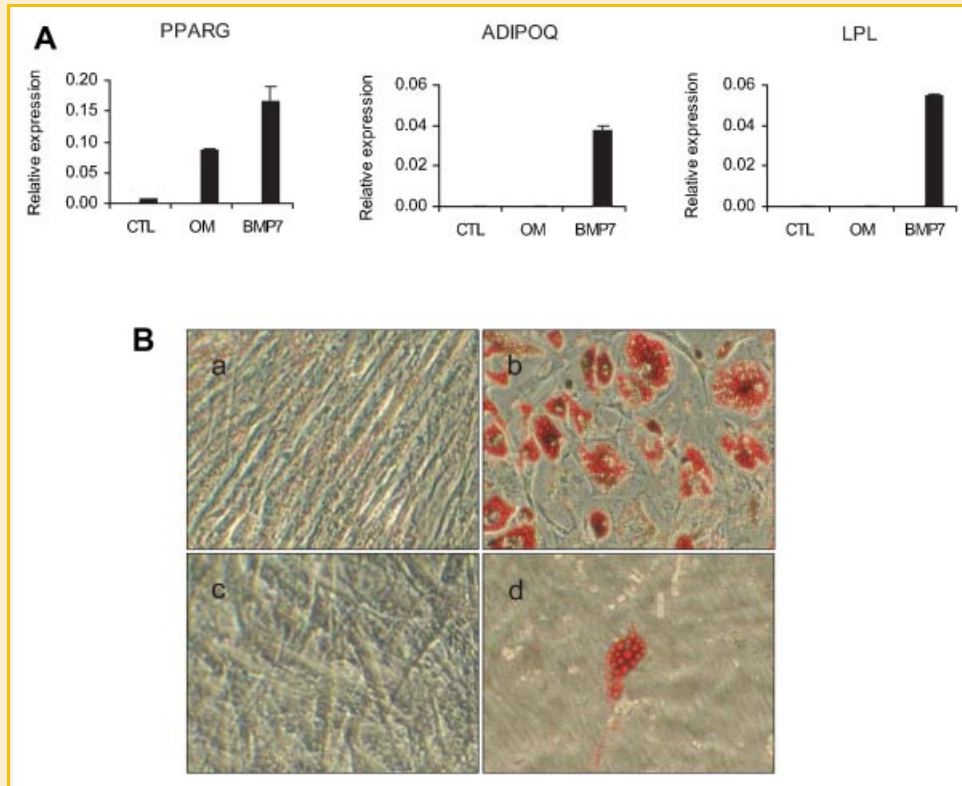 A
PPARG
Relative expression
0.20
0.15
0.10
0.05
0.00
CTL OM BMP7
ADIPOQ
Relative expression
0.06
0.04
0.02
0.00
CTL OM BMP7
LPL
Relative expression
0.06
0.04
0.02
0.00
CTL OM BMP7
B
a
b
c
d